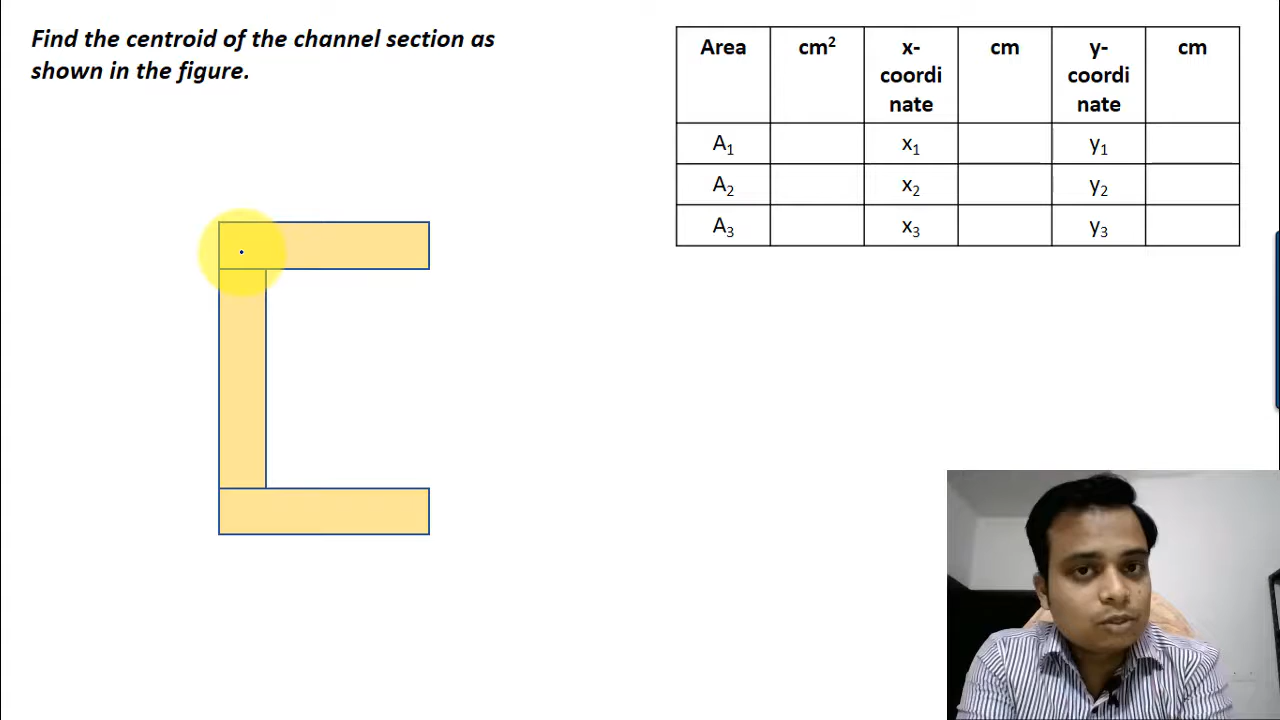 Find the centroid of the channel section as
shown in the figure.
Area cm² x-coordi nate cm y-coordi nate cm
A₁ x₁ y₁
A₂ x₂ y₂
A₃ x₃ y₃